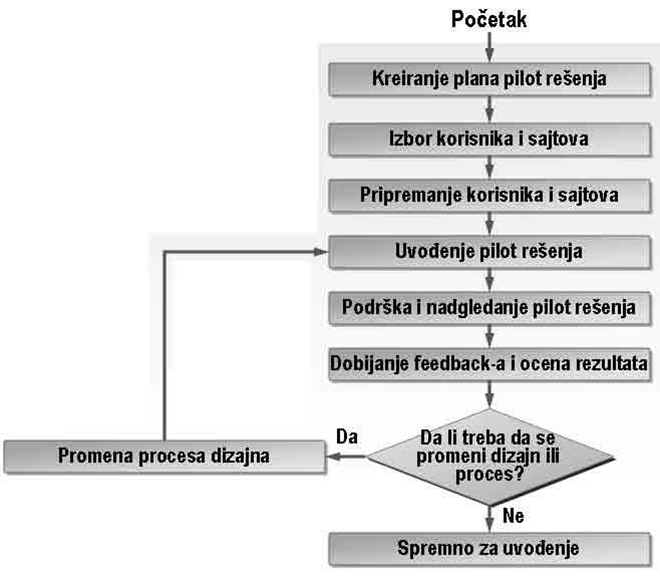 Početak
Kreiranje plana pilot rešenja
Izbor korisnika i sajtova
Pripremanje korisnika i sajtova
Uvođenje pilot rešenja
Podrška i nadgledanje pilot rešenja
Dobijanje feedback-a i ocena rezultata
Da li treba da se
promeni dizajn ili
proces?
Da
Promena procesa dizajna
Ne
Spremno za uvođenje